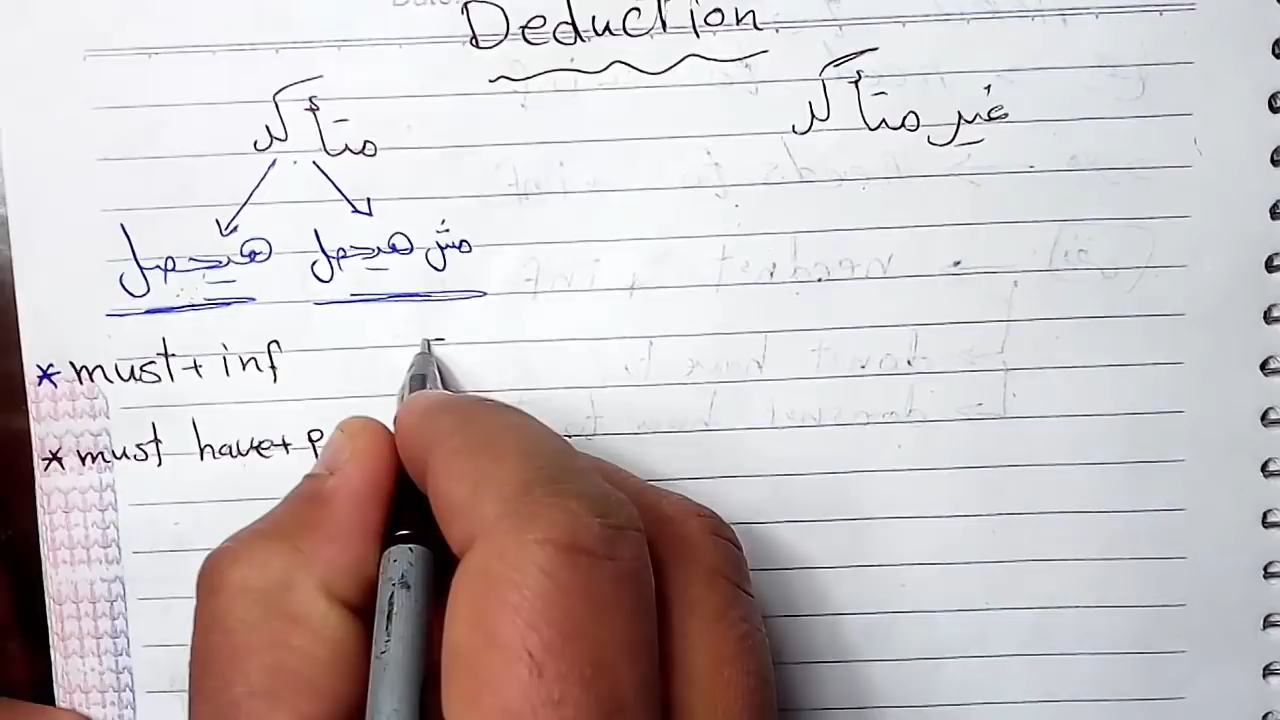 Deduction
متأكد
غير متأكد
هيحصل
مش هيحصل
* must + inf
* must have + p